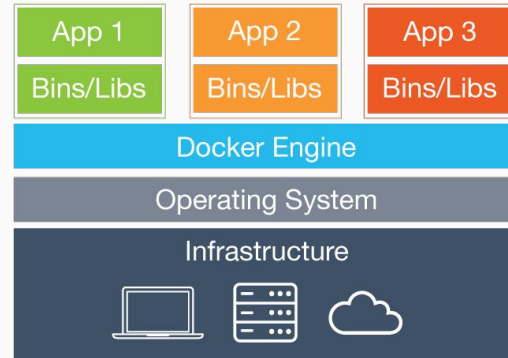 App 1
App 2
App 3
Bins/Libs
Bins/Libs
Bins/Libs
Docker Engine
Operating System
Infrastructure